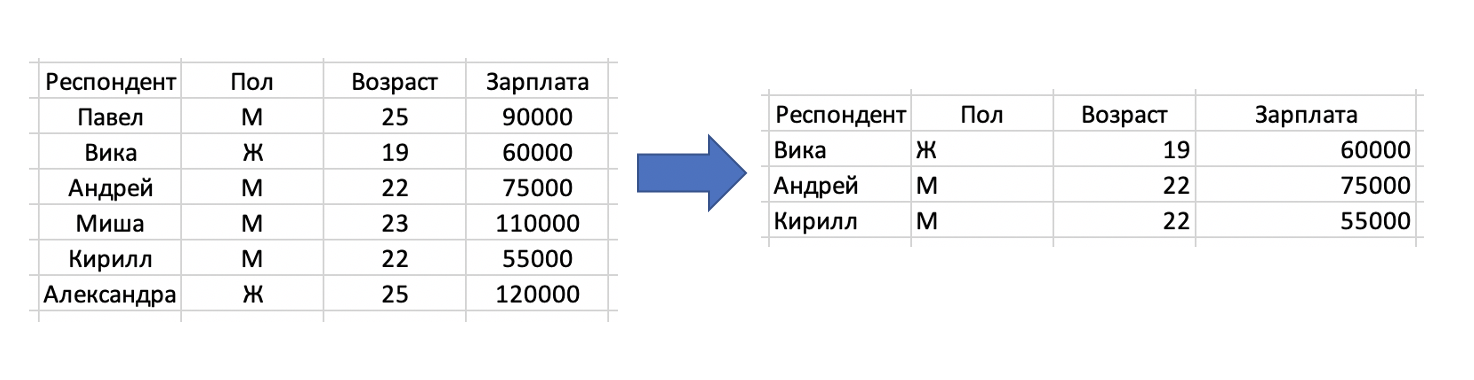 Респондент Пол Возраст Зарплата
Павел М 25 90000
Вика Ж 19 60000
Андрей М 22 75000
Миша М 23 110000
Кирилл М 22 55000
Александра Ж 25 120000
Респондент Пол Возраст Зарплата
Вика Ж 19 60000
Андрей М 22 75000
Кирилл М 22 55000